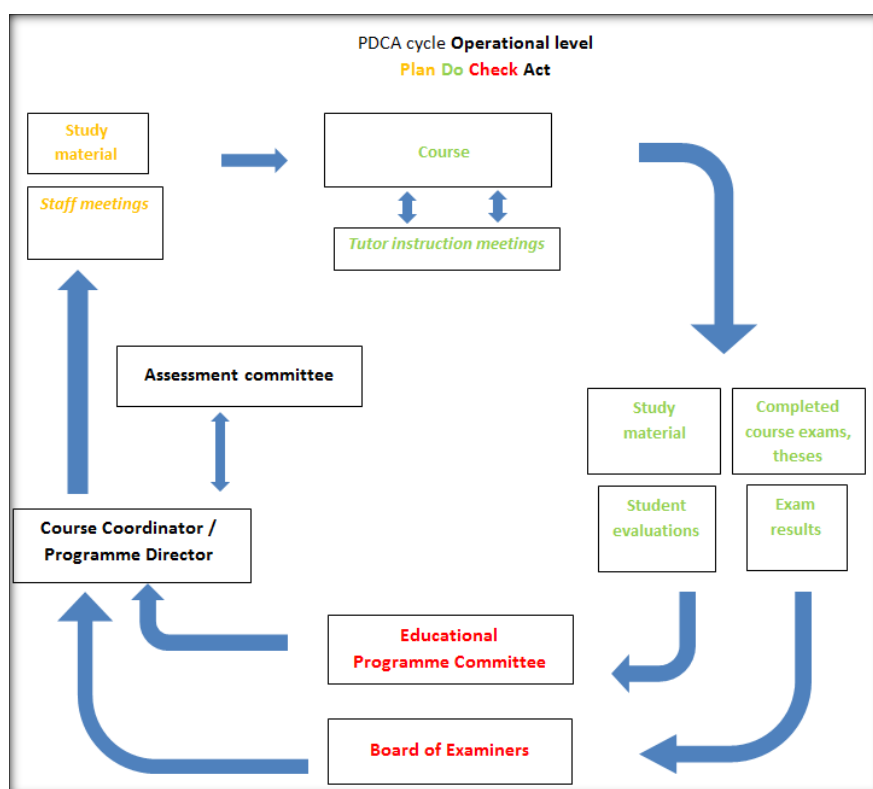 PDCA cycle Operational level
Plan Do Check Act
Study
material
Course
Staff meetings
Tutor instruction meetings
Assessment committee
Study
material
Completed
course exams,
theses
Student
evaluations
Exam
results
Course Coordinator /
Programme Director
Educational
Programme Committee
Board of Examiners